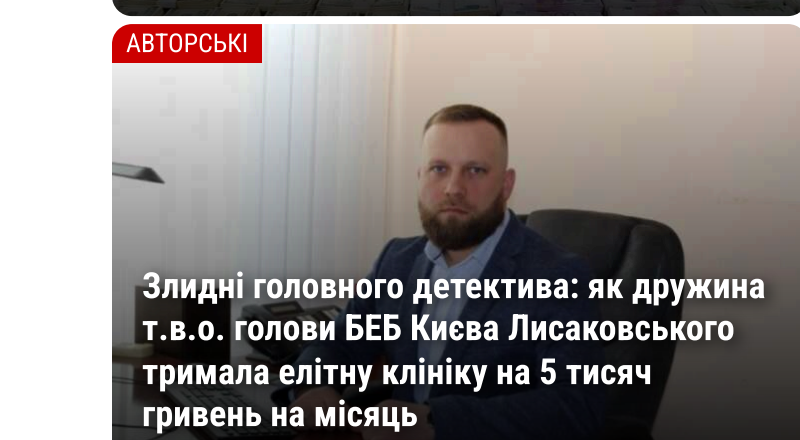 АВТОРСЬКІ
Злидні головного детектива: як дружина
т.в.о. голови БЕБ Києва Лисаковського
тримала елітну клініку на 5 тисяч
гривень на місяць